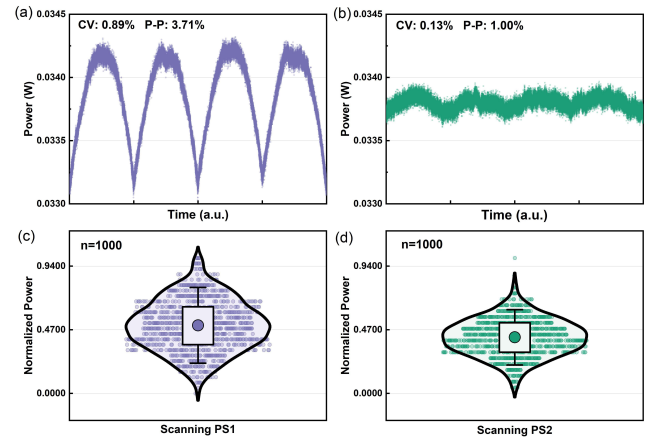 (a)
CV: 0.89% P-P: 3.71%
0.0345
0.0340
0.0335
0.0330
Power (W)
Time (a.u.)
(b)
CV: 0.13% P-P: 1.00%
0.0345
0.0340
0.0335
0.0330
Power (W)
Time (a.u.)
(c)
n=1000
0.9400
0.4700
0.0000
Normalized Power
Scanning PS1
(d)
n=1000
0.9400
0.4700
0.0000
Normalized Power
Scanning PS2